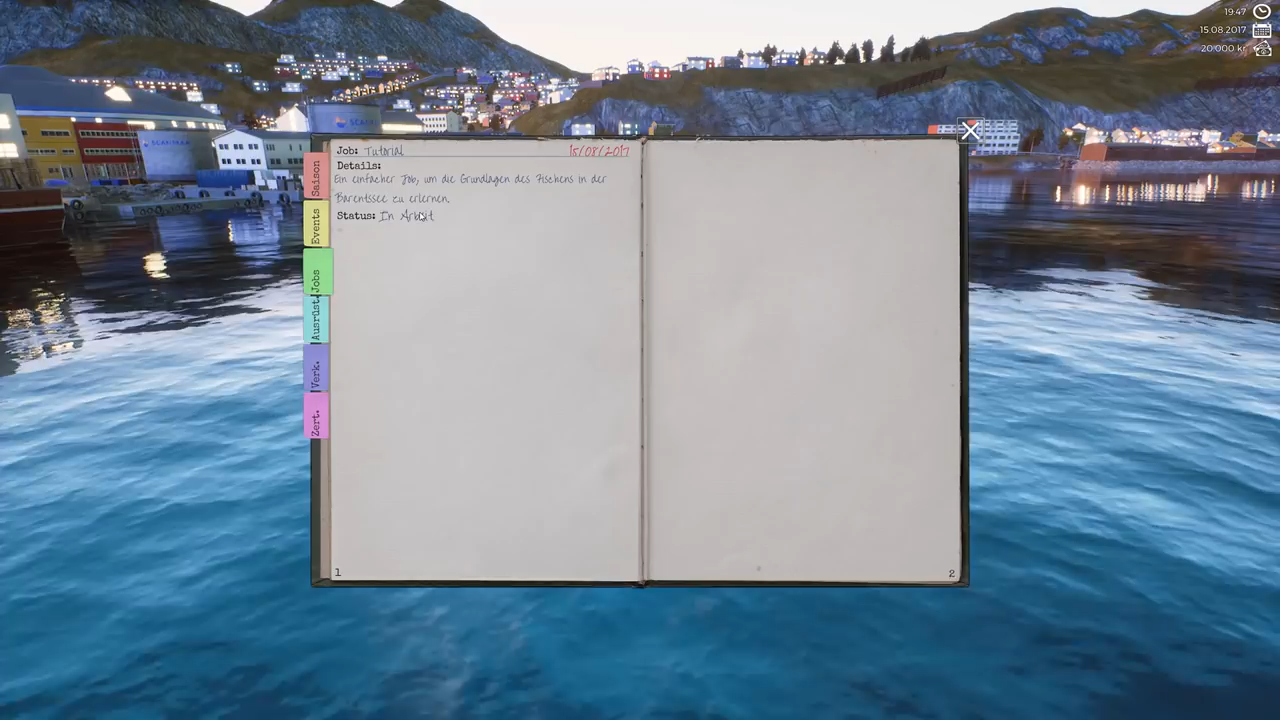 19:47
15.08.2017
20.000 kr.
Job: Tutorial 15/08/2017
Details:
Ein einfacher Job, um die Grundlagen des Fischens in der
Barentssee zu erlernen.
Status: In Arbeit
Saison
Events
Jobs
Ausrüst.
Verk.
Zert.
1
2